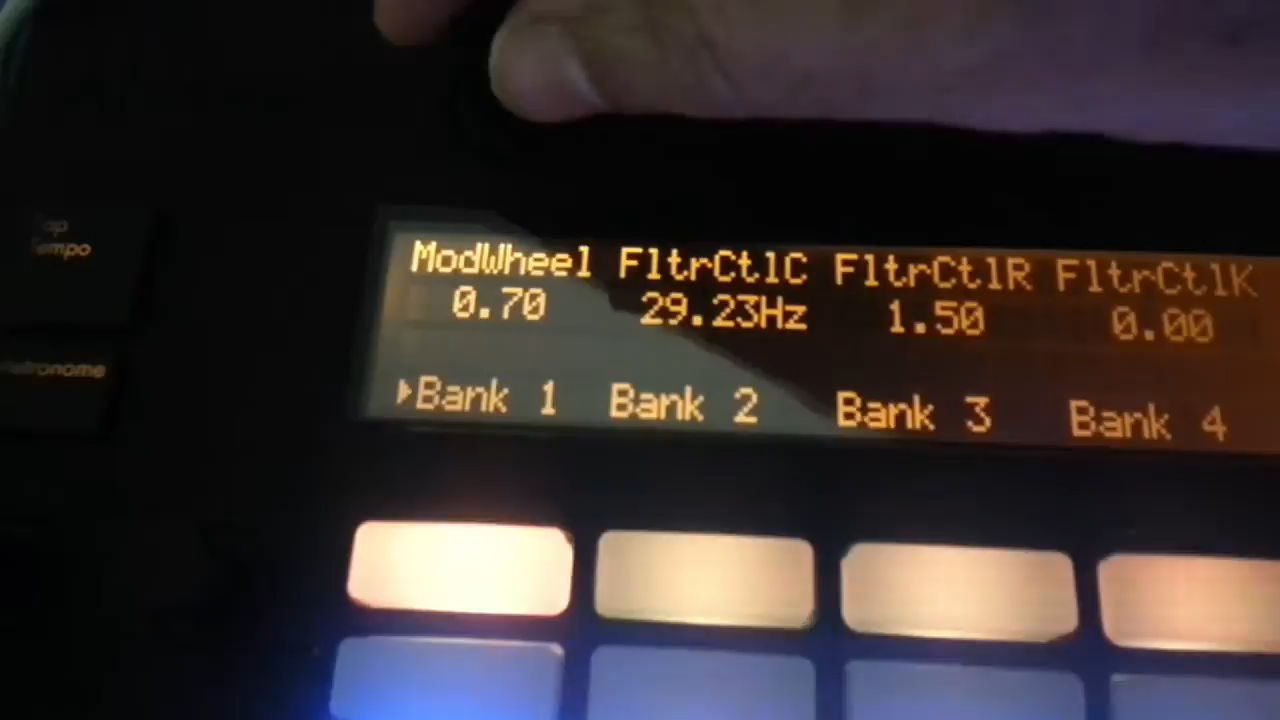 Tap
Tempo
Metronome
ModWheel FltrCtlC FltrCtlR FltrCtlK
0.70 29.23Hz 1.50 0.00
▸Bank 1 Bank 2 Bank 3 Bank 4